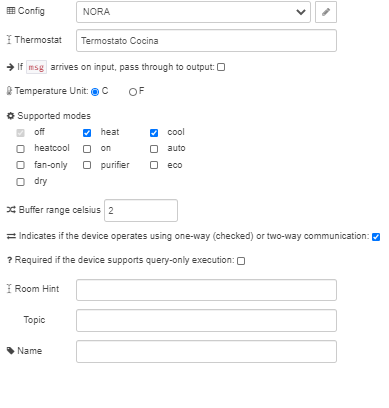 Config NORA
Thermostat Termostato Cocina
If msg arrives on input, pass through to output:
Temperature Unit: C F
Supported modes
off heat cool
heatcool on auto
fan-only purifier eco
dry
Buffer range celsius 2
Indicates if the device operates using one-way (checked) or two-way communication:
? Required if the device supports query-only execution:
Room Hint
Topic
Name